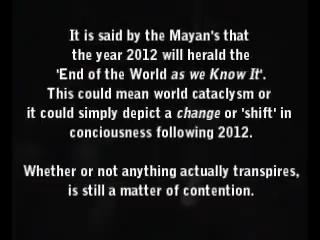 It is said by the Mayan's that
the year 2012 will herald the
'End of the World as we Know It'.
This could mean world cataclysm or
it could simply depict a change or 'shift' in
conciousness following 2012.
Whether or not anything actually transpires,
is still a matter of contention.